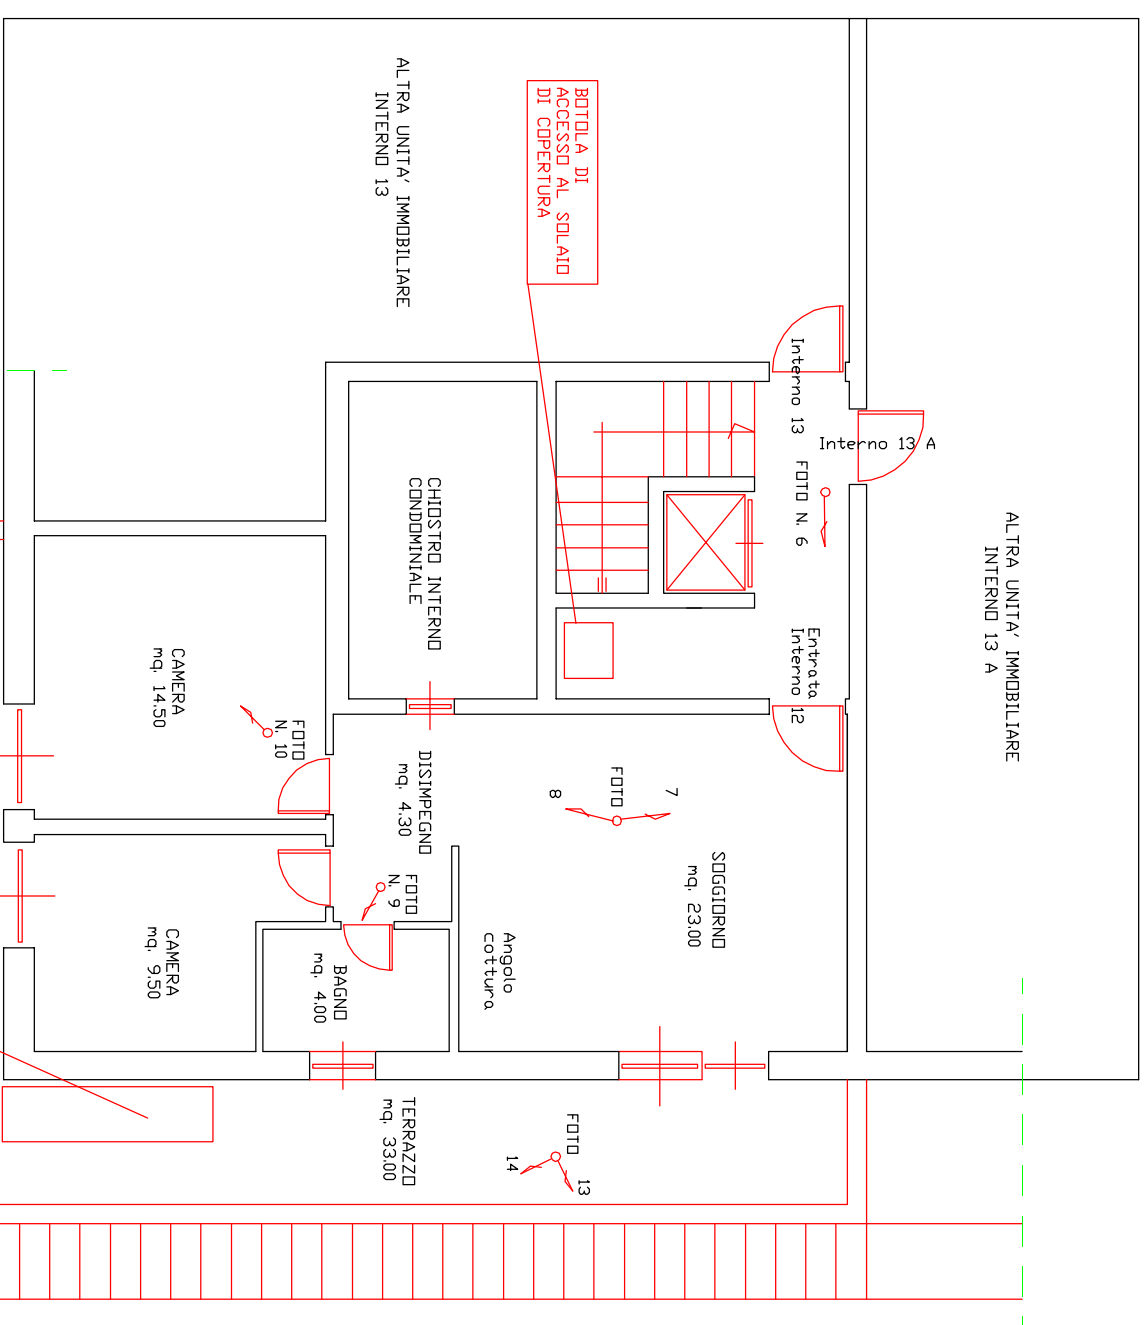 ALTRA UNITA' IMMOBILIARE
INTERNO 13
BOTOLA DI
ACCESSO AL SOLAIO
DI COPERTURA
Interno 13
Interno 13 A
FOTO N. 6
ALTRA UNITA' IMMOBILIARE
INTERNO 13 A
CHIOSTRO INTERNO
CONDOMINIALE
Entrata
Interno 12
CAMERA
mq. 14.50
FOTO
N. 10
DISIMPEGNO
mq. 4.30
FOTO
7
8
SOGGIORNO
mq. 23.00
FOTO
N. 9
Angolo
cottura
CAMERA
mq. 9.50
BAGNO
mq. 4.00
TERRAZZO
mq. 33.00
FOTO
13
14